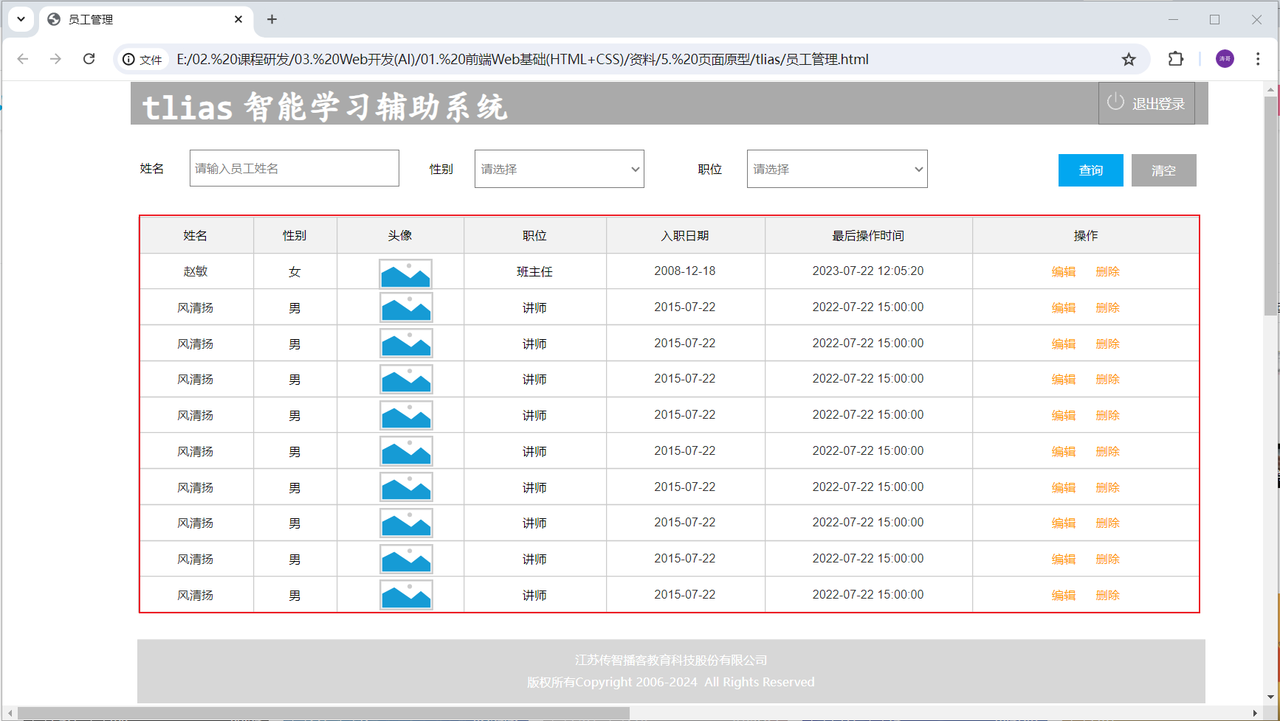 员工管理
文件 E:/02.%20课程研发/03.%20Web开发(AI)/01.%20前端Web基础(HTML+CSS)/资料/5.%20页面原型/tlias/员工管理.html
涛哥
tlias 智能学习辅助系统 退出登录
姓名 请输入员工姓名 性别 请选择 职位 请选择 查询 清空
姓名 性别 头像 职位 入职日期 最后操作时间 操作
赵敏 女 班主任 2008-12-18 2023-07-22 12:05:20 编辑 删除
风清扬 男 讲师 2015-07-22 2022-07-22 15:00:00 编辑 删除
风清扬 男 讲师 2015-07-22 2022-07-22 15:00:00 编辑 删除
风清扬 男 讲师 2015-07-22 2022-07-22 15:00:00 编辑 删除
风清扬 男 讲师 2015-07-22 2022-07-22 15:00:00 编辑 删除
风清扬 男 讲师 2015-07-22 2022-07-22 15:00:00 编辑 删除
风清扬 男 讲师 2015-07-22 2022-07-22 15:00:00 编辑 删除
风清扬 男 讲师 2015-07-22 2022-07-22 15:00:00 编辑 删除
风清扬 男 讲师 2015-07-22 2022-07-22 15:00:00 编辑 删除
风清扬 男 讲师 2015-07-22 2022-07-22 15:00:00 编辑 删除
江苏传智播客教育科技股份有限公司
版权所有Copyright 2006-2024 All Rights Reserved